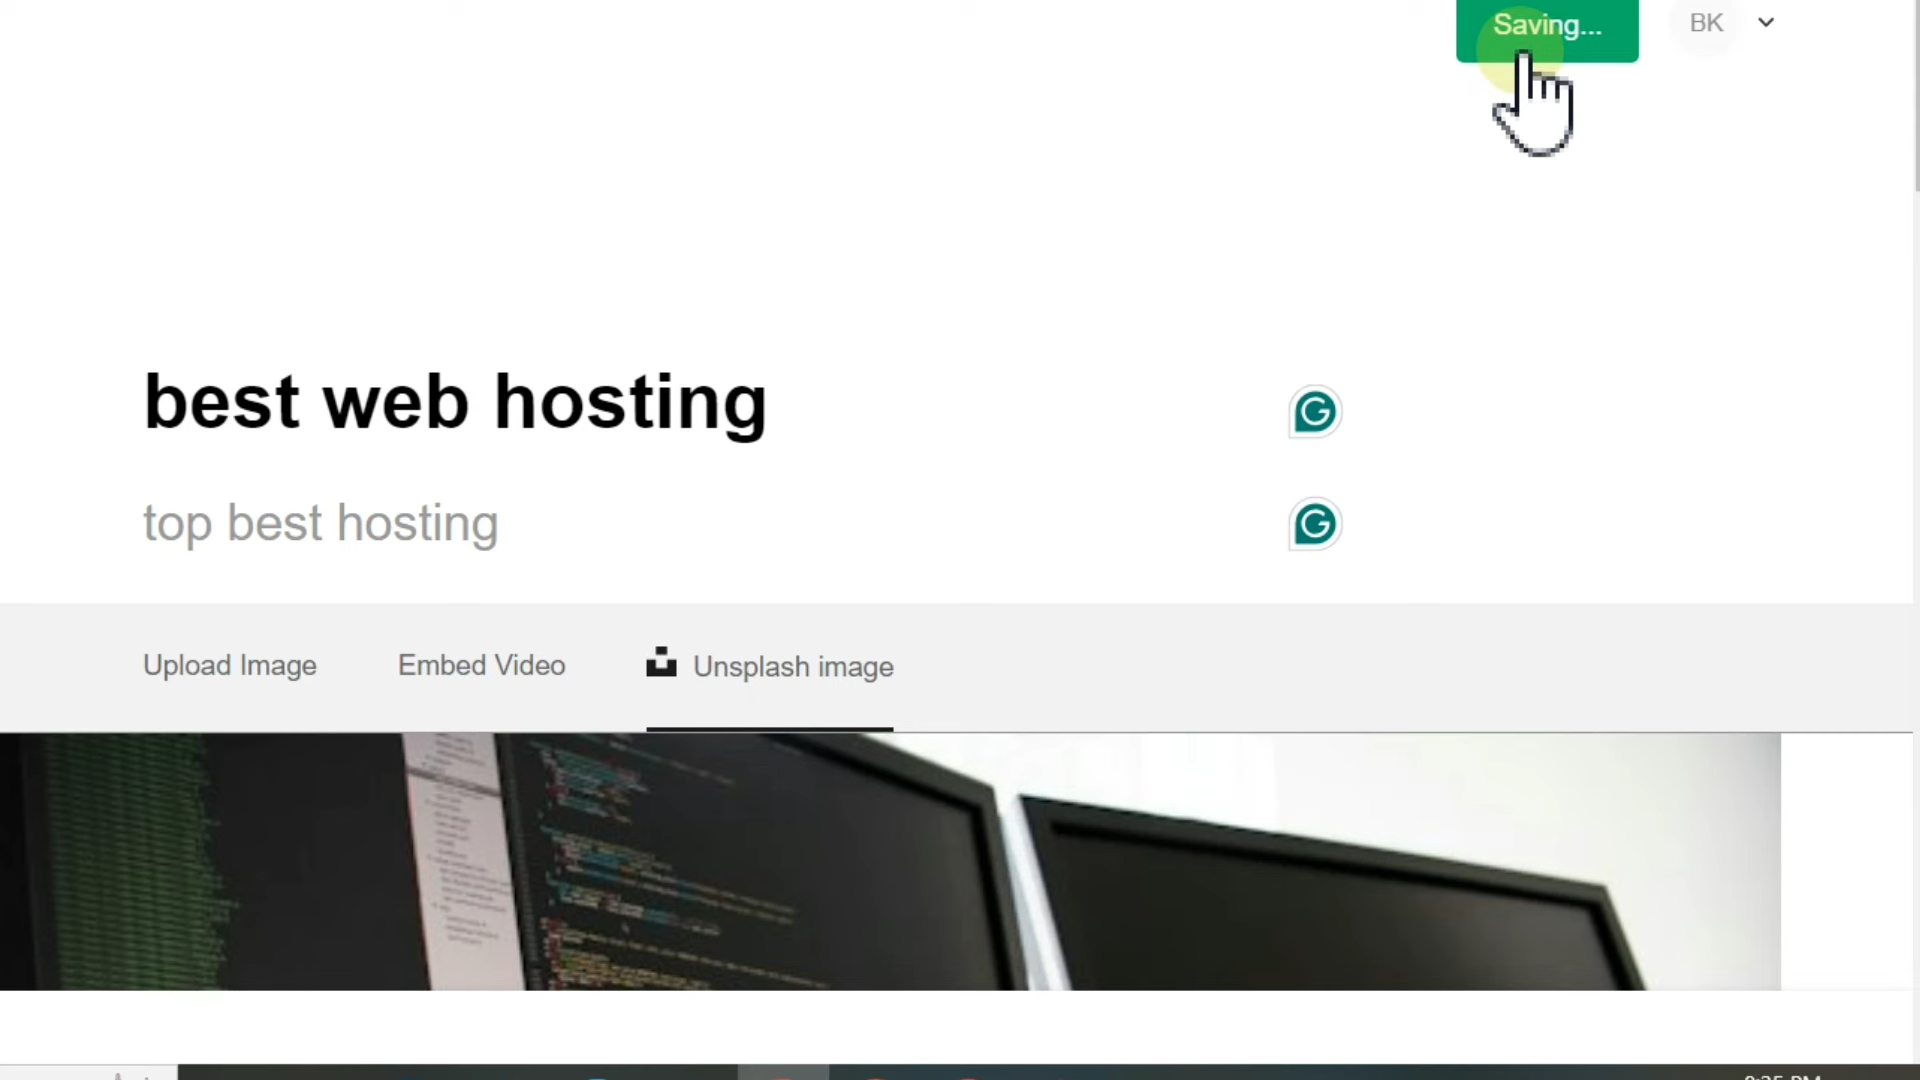 Saving...
BK
best web hosting
top best hosting
Upload Image
Embed Video
Unsplash image